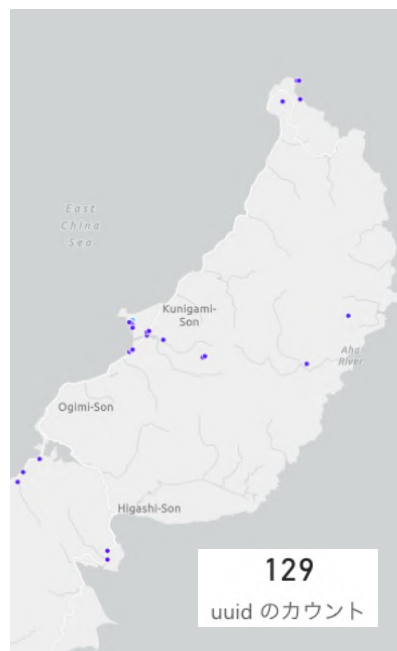 East
China
Sea
Kunigami-
Son
Aha
River
Ogimi-Son
Higashi-Son
129
uuid のカウント